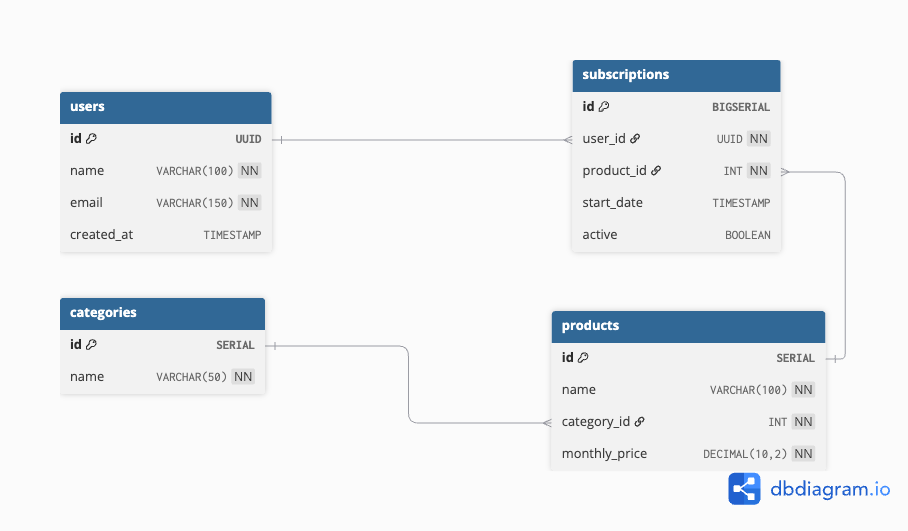 users
id UUID
name VARCHAR(100) NN
email VARCHAR(150) NN
created_at TIMESTAMP
subscriptions
id BIGSERIAL
user_id UUID NN
product_id INT NN
start_date TIMESTAMP
active BOOLEAN
categories
id SERIAL
name VARCHAR(50) NN
products
id SERIAL
name VARCHAR(100) NN
category_id INT NN
monthly_price DECIMAL(10,2) NN
dbdiagram.io